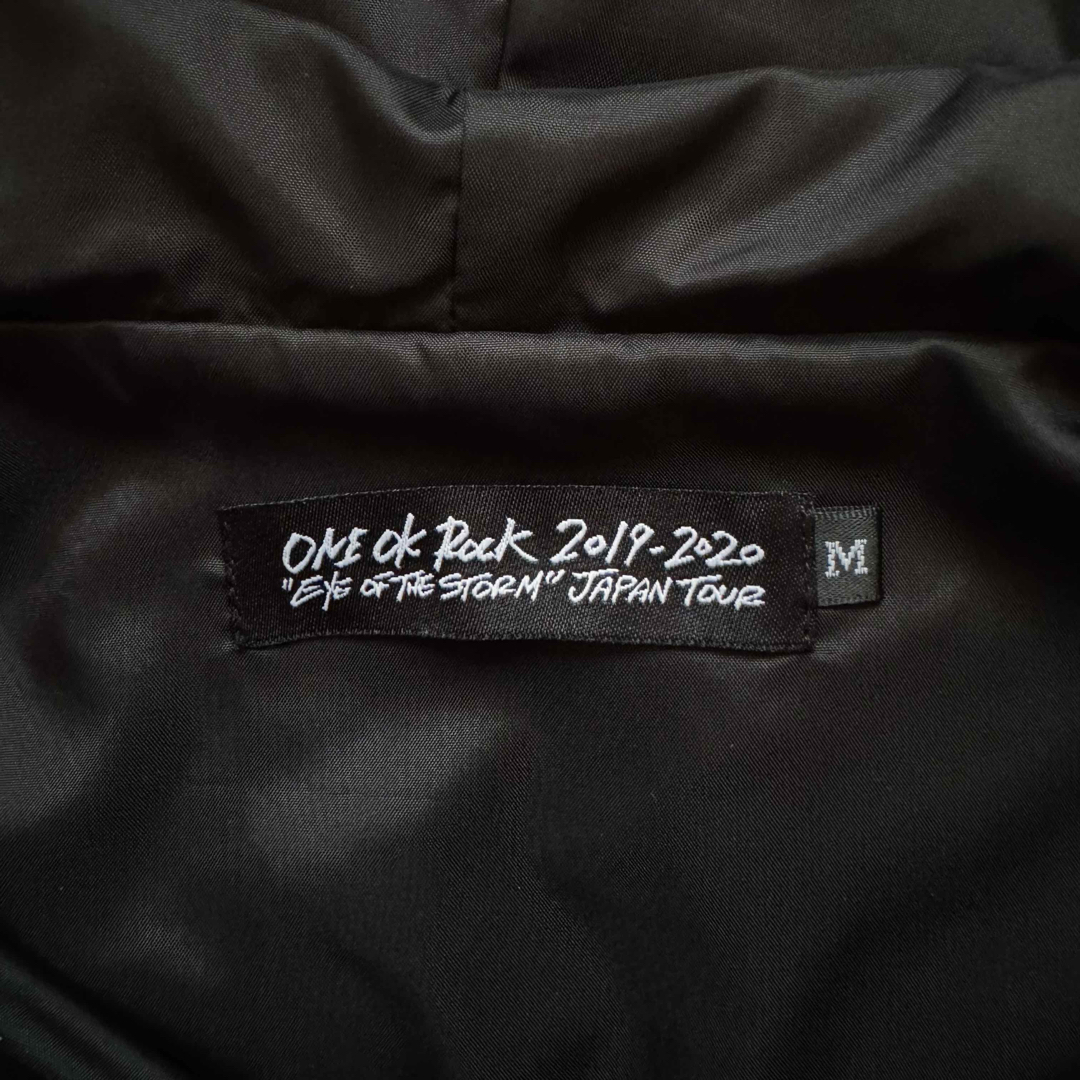 ONE OK ROCK 2019-2020
"EYE OF THE STORM" JAPAN TOUR
M